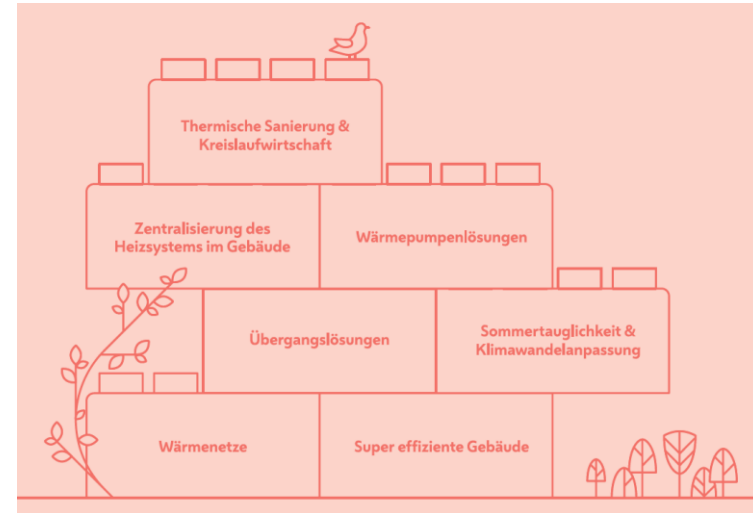 Thermische Sanierung &
Kreislaufwirtschaft
Zentralisierung des
Heizsystems im Gebäude
Wärmepumpenlösungen
Übergangslösungen
Sommertauglichkeit &
Klimawandelanpassung
Wärmenetze
Super effiziente Gebäude